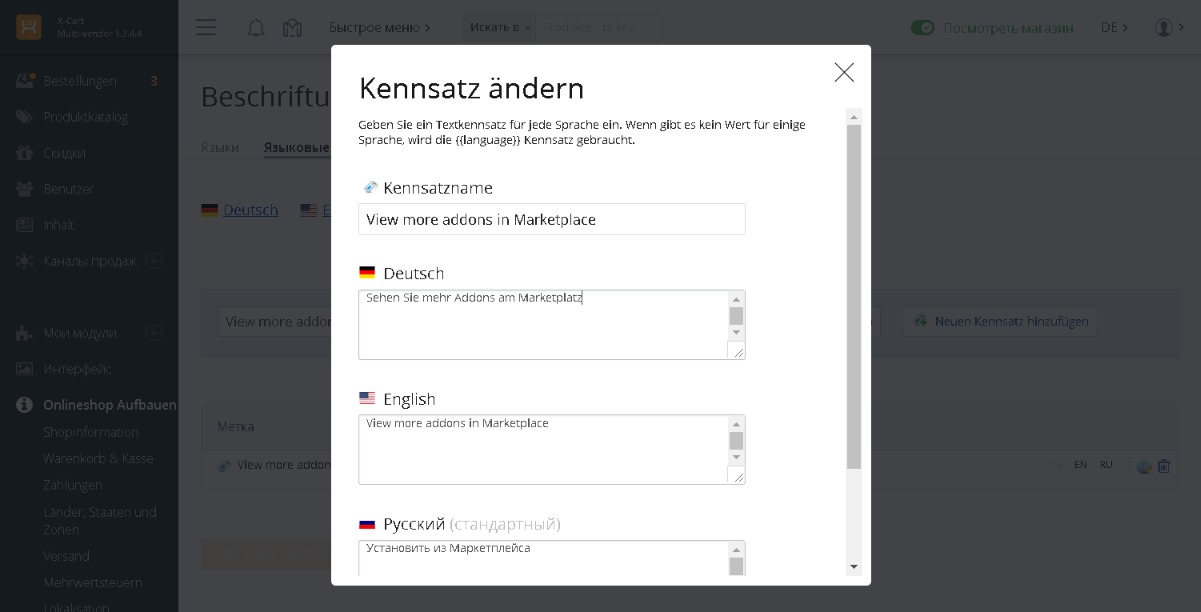 X-Cart
Multi-vendor 5.3.4.4
Быстрое меню
Искать в
Посмотреть магазин
DE
Bestellungen 3
Produktkatalog
Скидки
Benutzer
Inhalt
Каналы продаж
Мои модули
Интерфейс
Onlineshop Aufbauen
Shopinformation
Warenkorb & Kasse
Zahlungen
Länder, Staaten und
Zonen
Versand
Mehrwertsteuern
Lokalisation
Beschriftu
Языки Языковые
Deutsch E
View more addon
Neuen Kennsatz hinzufügen
Метка
View more addon
DE EN RU
Kennsatz ändern
Geben Sie ein Textkennsatz für jede Sprache ein. Wenn gibt es kein Wert für einige
Sprache, wird die {{language}} Kennsatz gebraucht.
Kennsatzname
View more addons in Marketplace
Deutsch
Sehen Sie mehr Addons am Marketplatz
English
View more addons in Marketplace
Русский (стандартный)
Установить из Маркетплейса